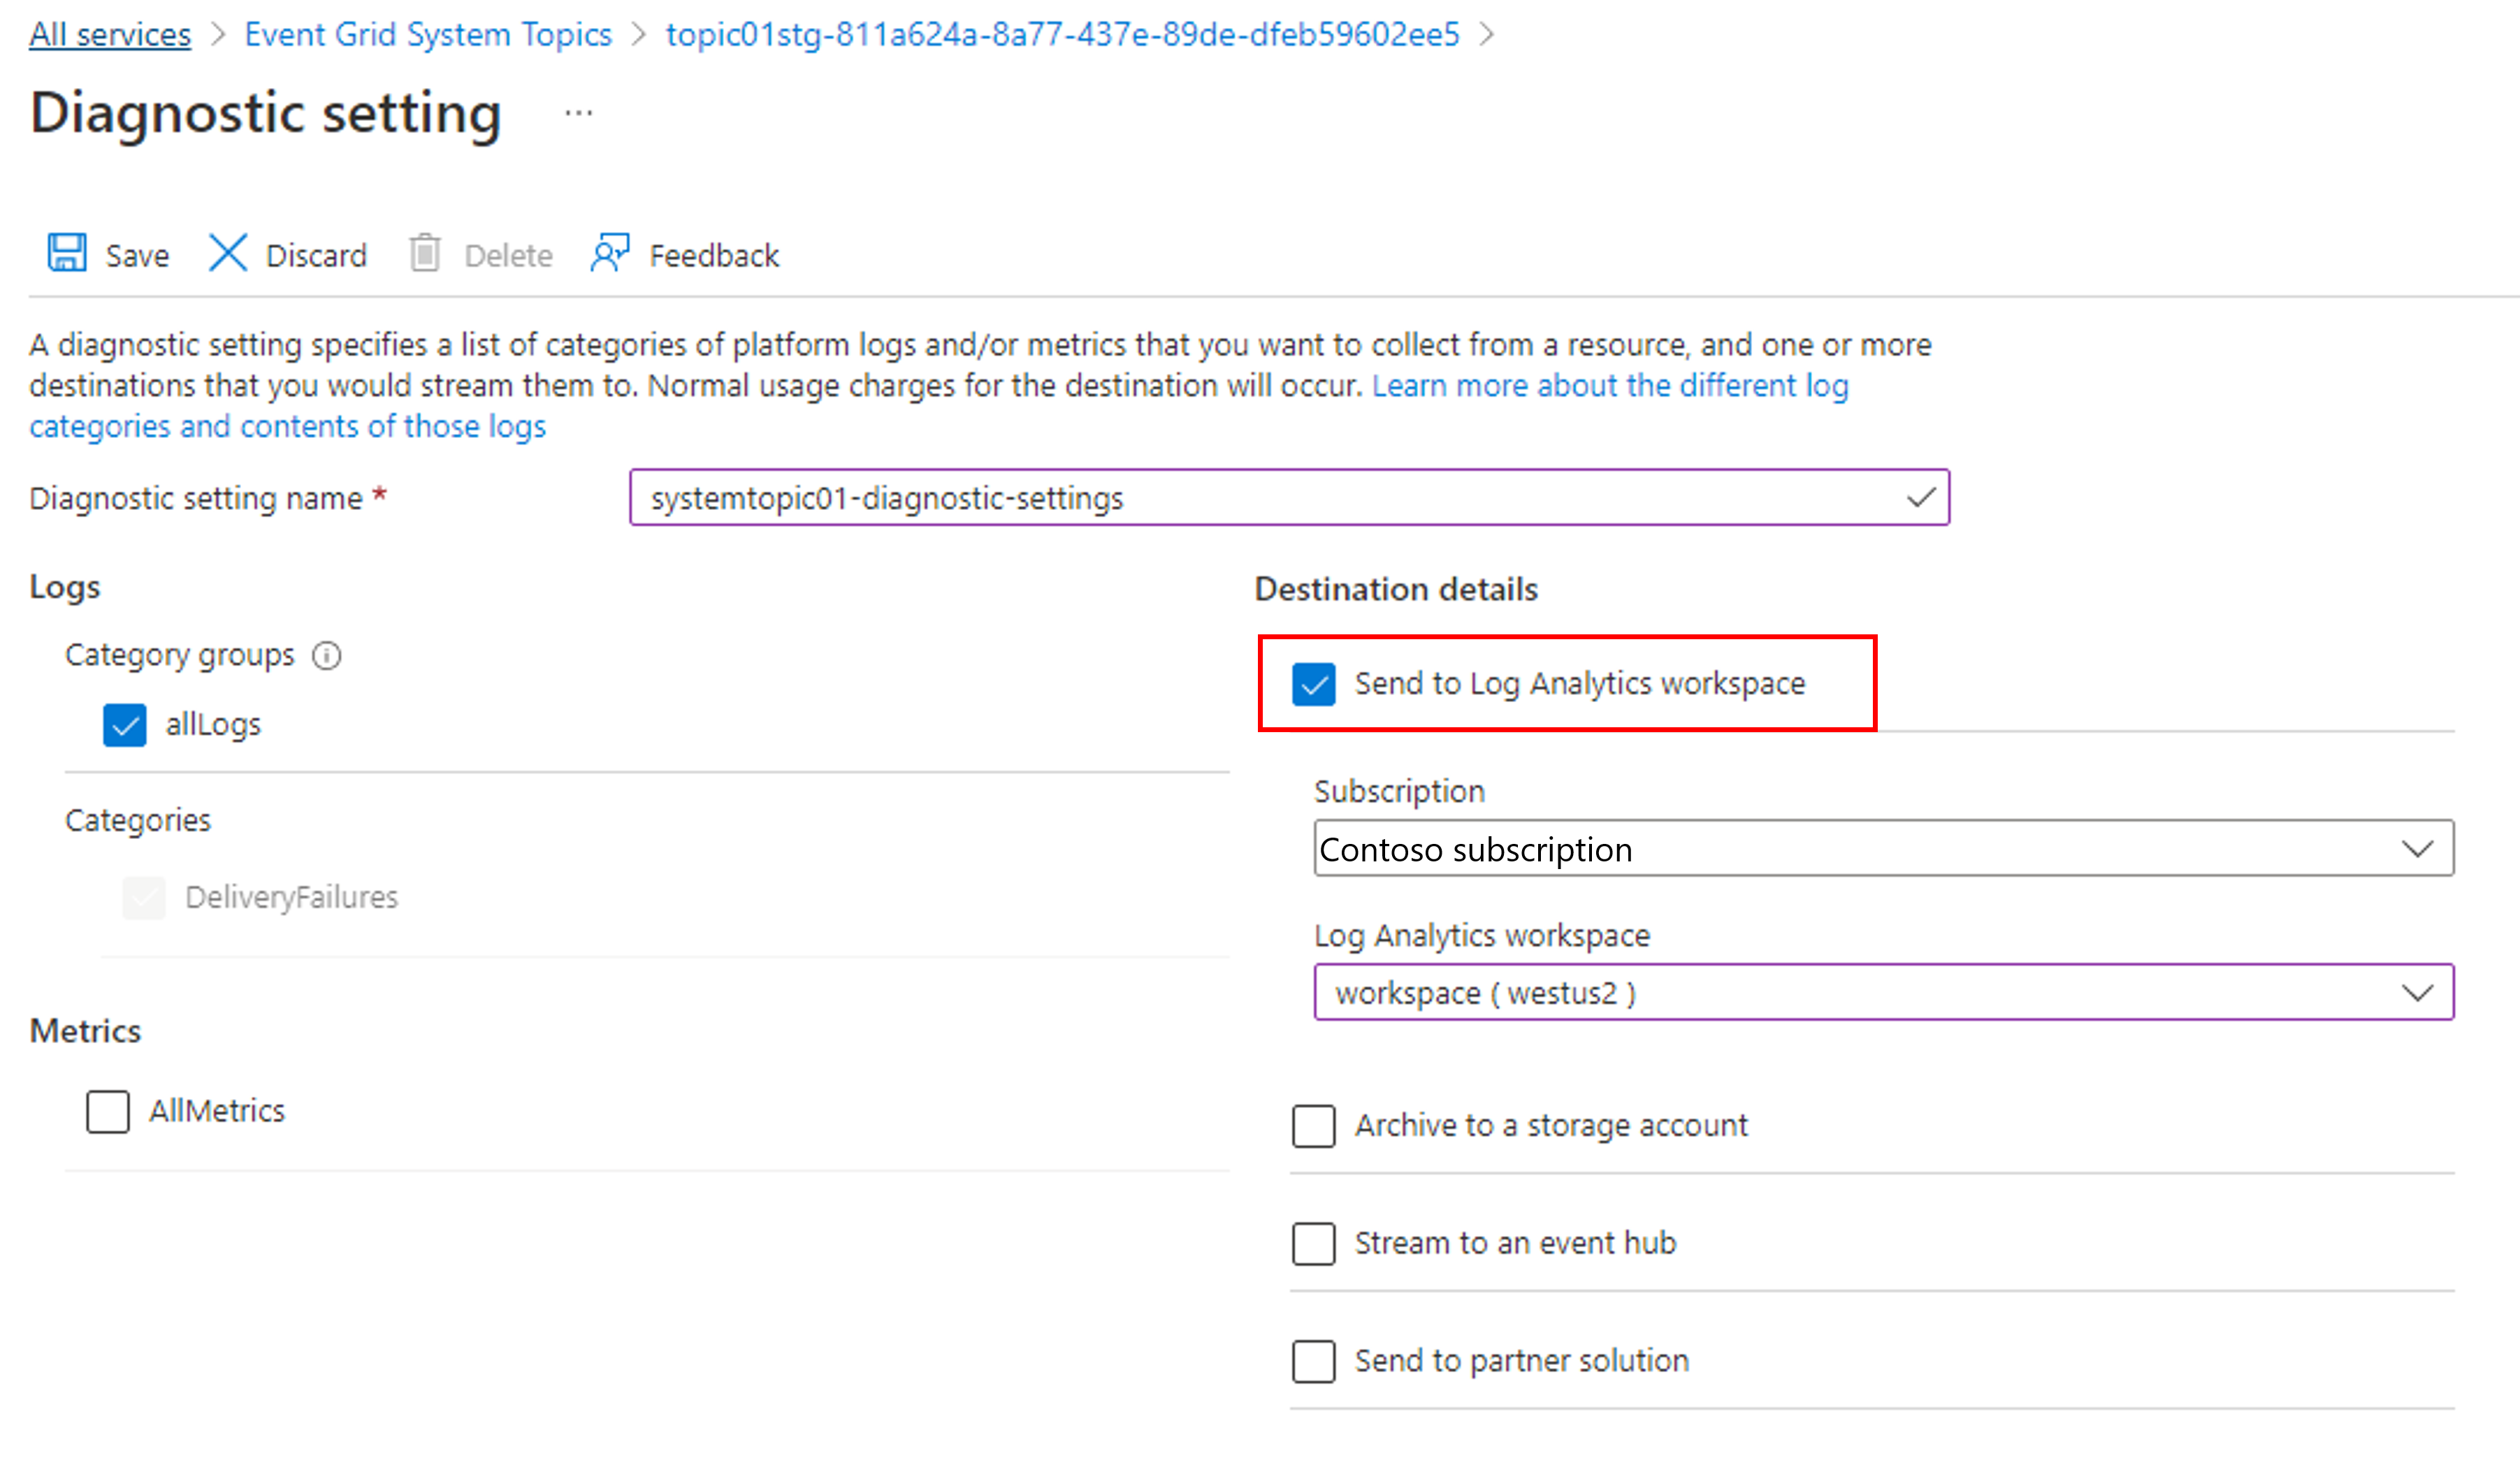 All services > Event Grid System Topics > topic01stg-811a624a-8a77-437e-89de-dfeb59602ee5 >
Diagnostic setting ...
Save Discard Delete Feedback
A diagnostic setting specifies a list of categories of platform logs and/or metrics that you want to collect from a resource, and one or more
destinations that you would stream them to. Normal usage charges for the destination will occur. Learn more about the different log
categories and contents of those logs
Diagnostic setting name * systemtopic01-diagnostic-settings
Logs
Category groups
allLogs
Categories
DeliveryFailures
Metrics
AllMetrics
Destination details
Send to Log Analytics workspace
Subscription
Contoso subscription
Log Analytics workspace
workspace ( westus2 )
Archive to a storage account
Stream to an event hub
Send to partner solution